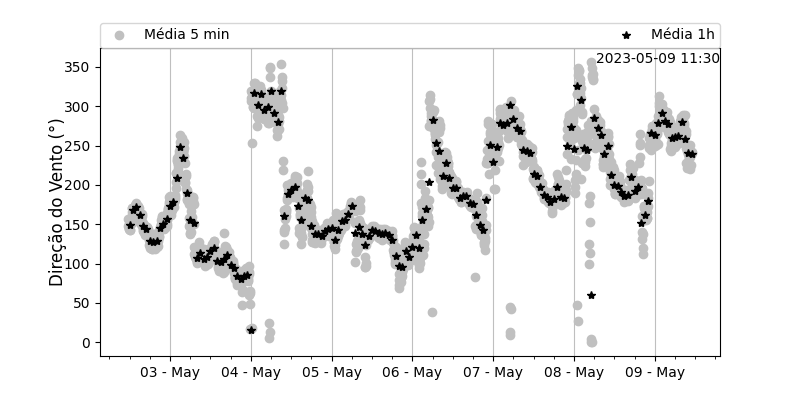 Média 5 min
Média 1h
2023-05-09 11:30
Direção do Vento (°)
350
300
250
200
150
100
50
0
03 - May
04 - May
05 - May
06 - May
07 - May
08 - May
09 - May